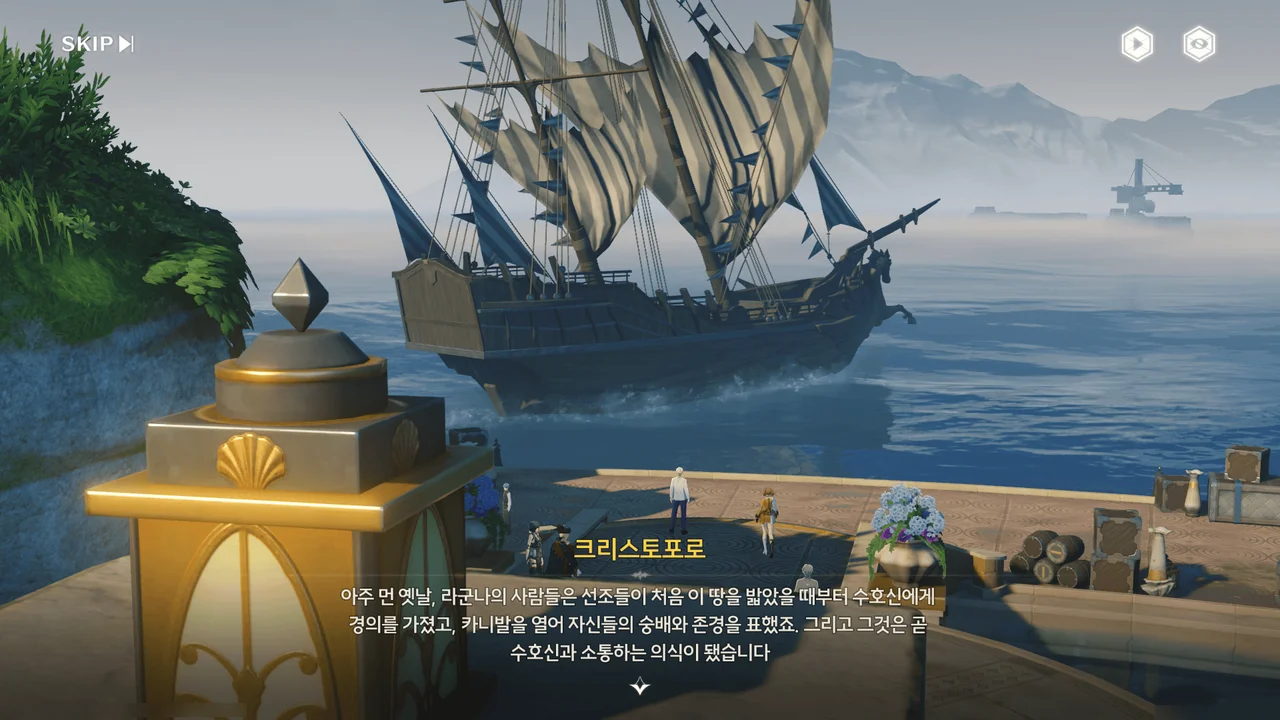 SKIP
크리스토포로
아주 먼 옛날, 라군나의 사람들은 선조들이 처음 이 땅을 밟았을 때부터 수호신에게
경의를 가졌고, 카니발을 열어 자신들의 숭배와 존경을 표했죠. 그리고 그것은 곧
수호신과 소통하는 의식이 됐습니다